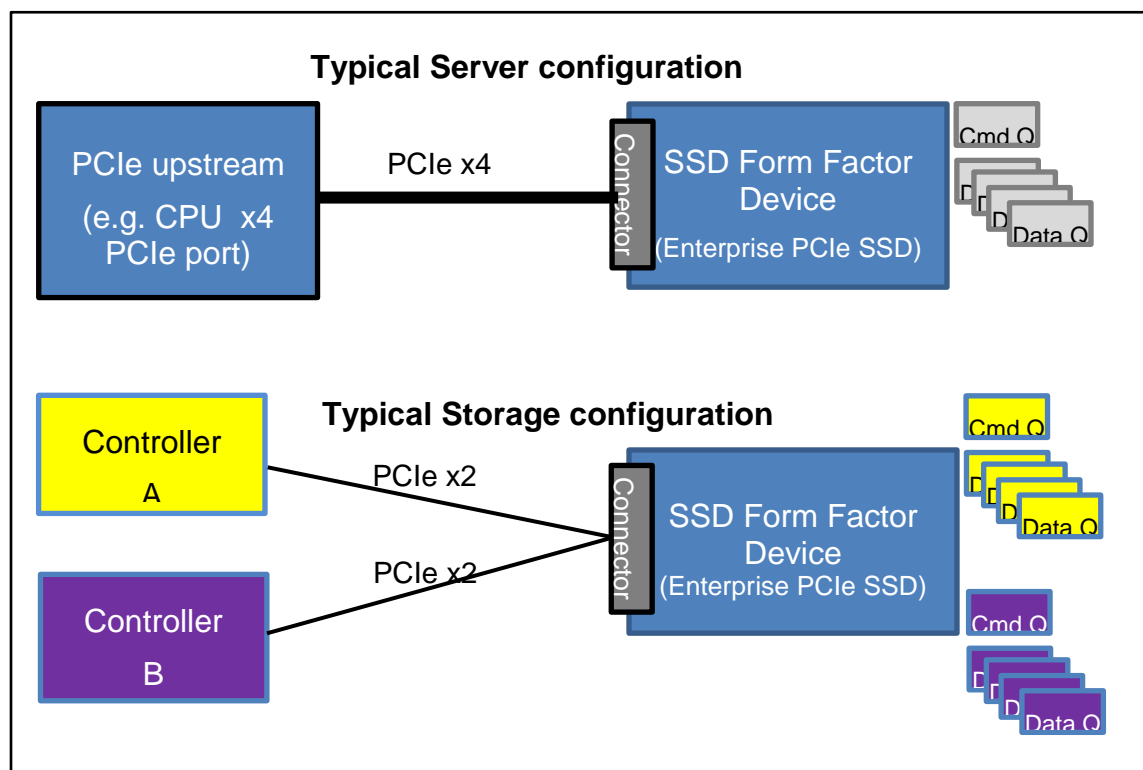 Typical Server configuration
PCIe upstream
(e.g. CPU x4
PCIe port)
PCIe x4
Connector
SSD Form Factor
Device
(Enterprise PCIe SSD)
Cmd Q
D
D
D
Data Q
Typical Storage configuration
Controller
A
PCIe x2
PCIe x2
Controller
B
Connector
SSD Form Factor
Device
(Enterprise PCIe SSD)
Cmd Q
D
D
D
Data Q
Cmd Q
D
D
D
Data Q